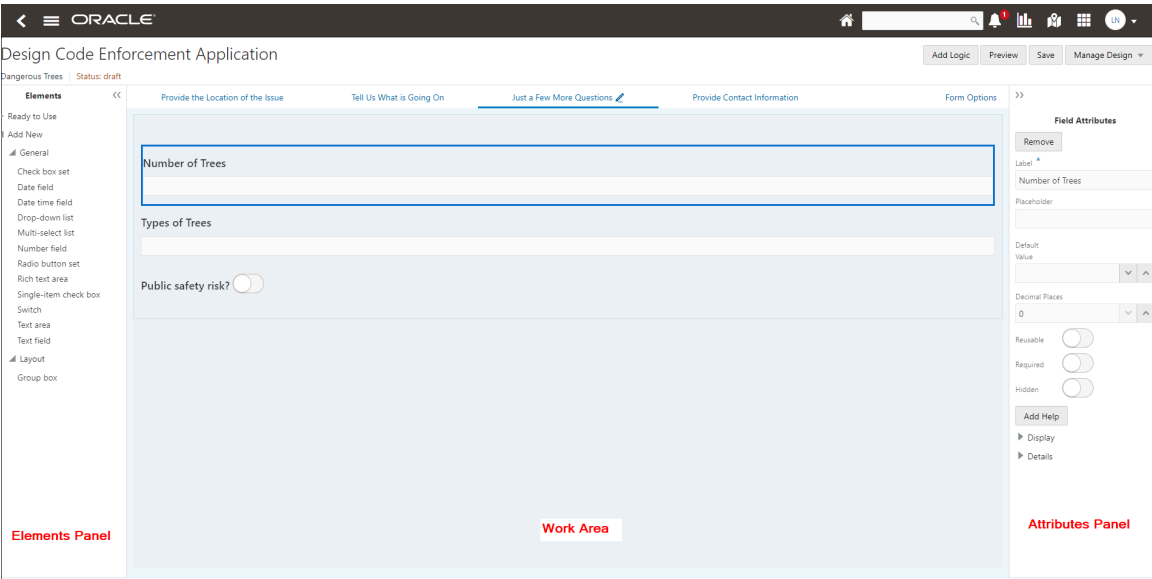 ORACLE
1
LN
Design Code Enforcement Application
Add Logic
Preview
Save
Manage Design
Dangerous Trees | Status: draft
Elements
Ready to Use
Add New
General
Check box set
Date field
Date time field
Drop-down list
Multi-select list
Number field
Radio button set
Rich text area
Single-item check box
Switch
Text area
Text field
Layout
Group box
Elements Panel
Provide the Location of the Issue
Tell Us What is Going On
Just a Few More Questions
Provide Contact Information
Form Options
Number of Trees
Types of Trees
Public safety risk?
Work Area
Field Attributes
Remove
Label *
Number of Trees
Placeholder
Default
Value
Decimal Places
0
Reusable
Required
Hidden
Add Help
Display
Details
Attributes Panel